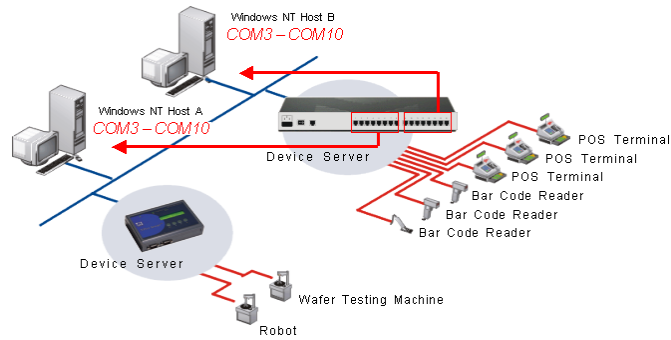 Windows NT Host B
COM3 – COM10
Windows NT Host A
COM3 – COM10
Device Server
POS Terminal
POS Terminal
POS Terminal
Bar Code Reader
Bar Code Reader
Bar Code Reader
Device Server
Wafer Testing Machine
Robot